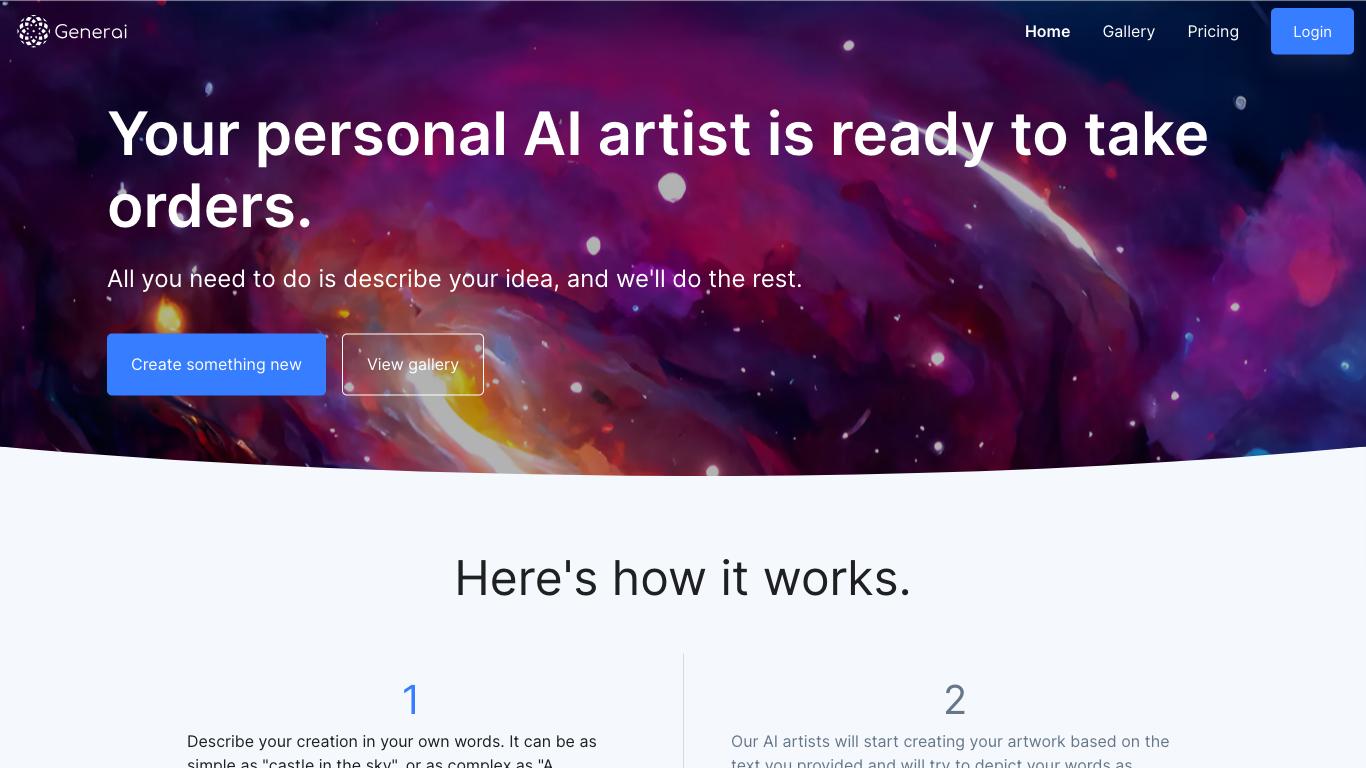 Generai
Home
Gallery
Pricing
Login
Your personal AI artist is ready to take
orders.
All you need to do is describe your idea, and we'll do the rest.
Create something new
View gallery
Here's how it works.
1
Describe your creation in your own words. It can be as
simple as "castle in the sky", or as complex as "A
2
Our AI artists will start creating your artwork based on the
text you provided and will try to depict your words as